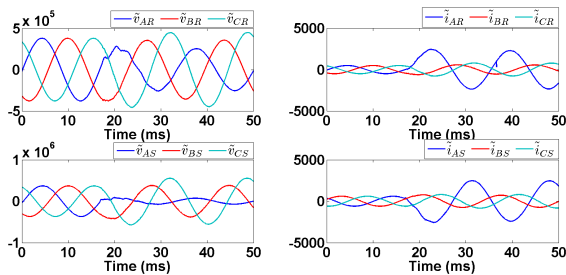 x 10^5
ṽ_AR ṽ_BR ṽ_CR
5
0
-5
0 10 20 30 40 50
Time (ms)
ĩ_AR ĩ_BR ĩ_CR
5000
0
-5000
0 10 20 30 40 50
Time (ms)
x 10^6
ṽ_AS ṽ_BS ṽ_CS
1
0
-1
0 10 20 30 40 50
Time (ms)
ĩ_AS ĩ_BS ĩ_CS
5000
0
-5000
0 10 20 30 40 50
Time (ms)